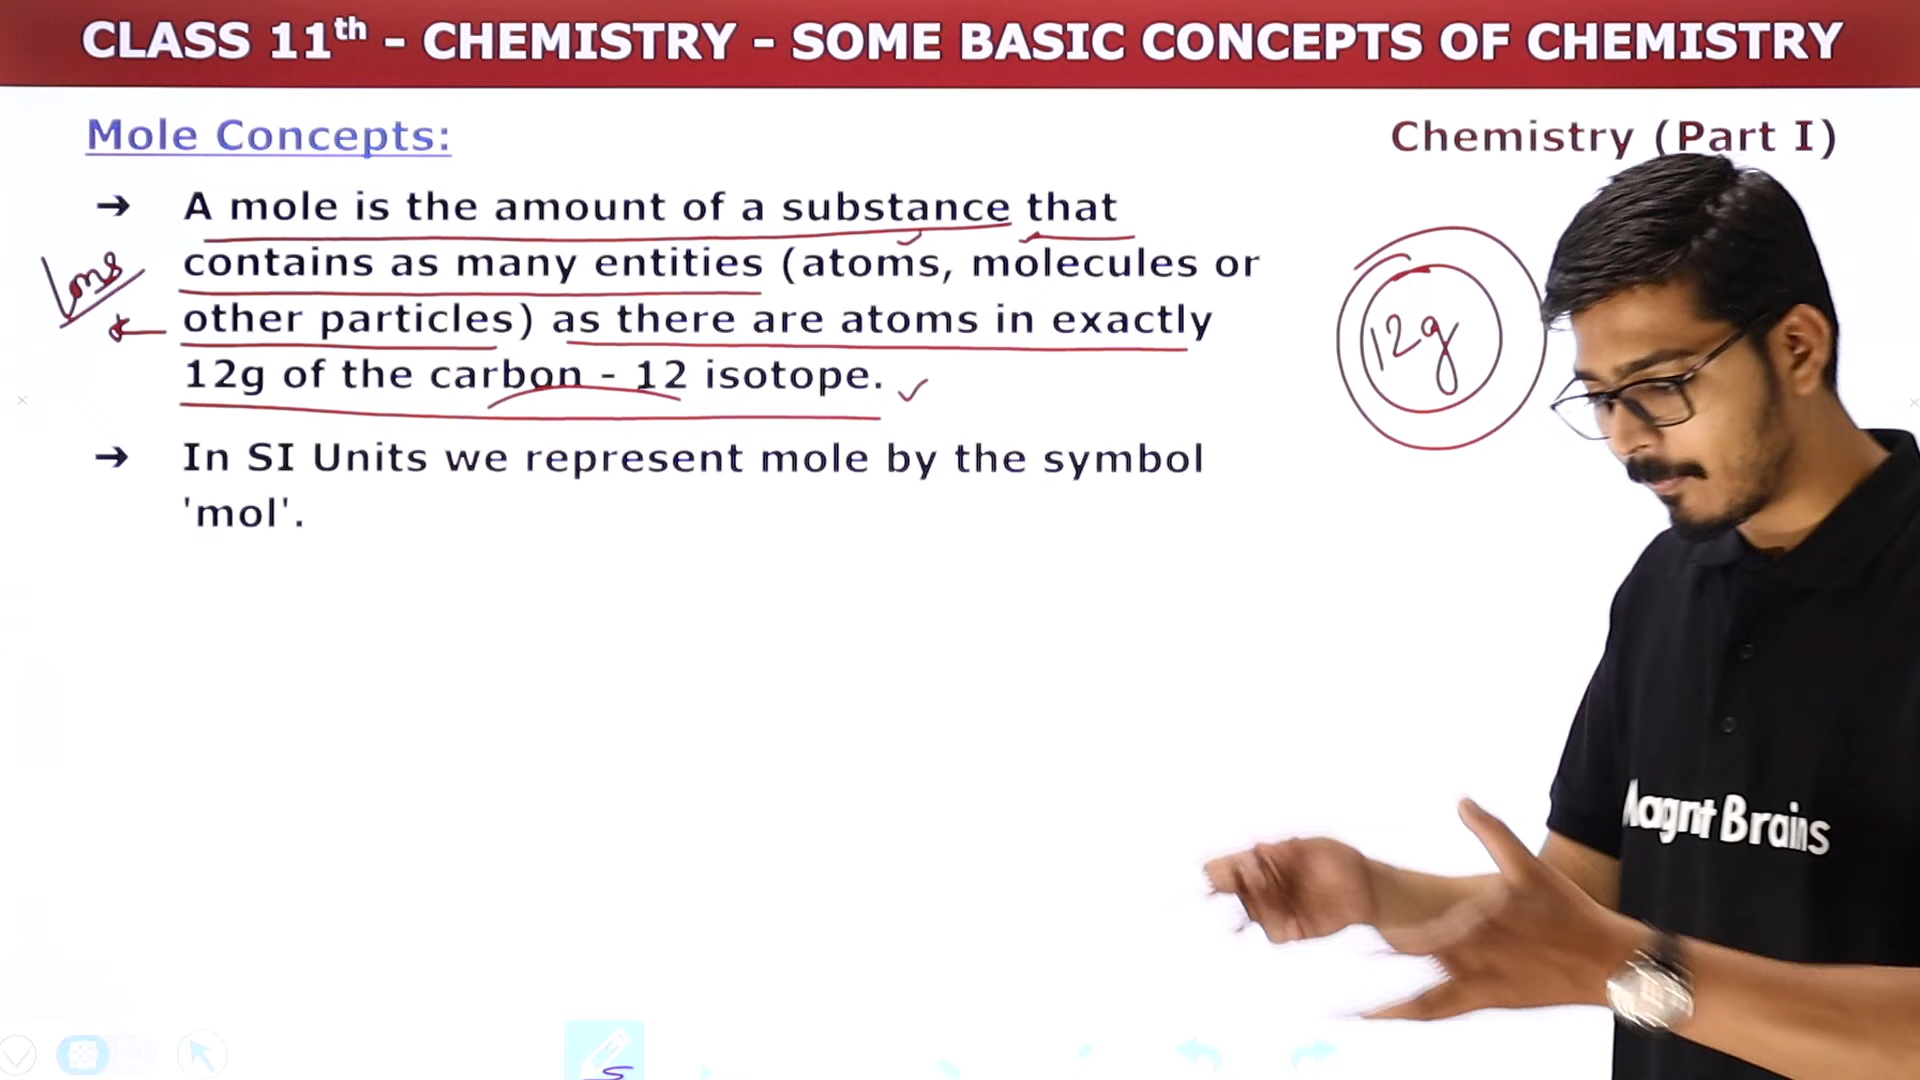 CLASS 11th - CHEMISTRY - SOME BASIC CONCEPTS OF CHEMISTRY
Mole Concepts:
Chemistry (Part I)
➔ A mole is the amount of a substance that
contains as many entities (atoms, molecules or
other particles) as there are atoms in exactly
12g of the carbon - 12 isotope.
Ions
12g
➔ In SI Units we represent mole by the symbol
'mol'.
Magnt Brains